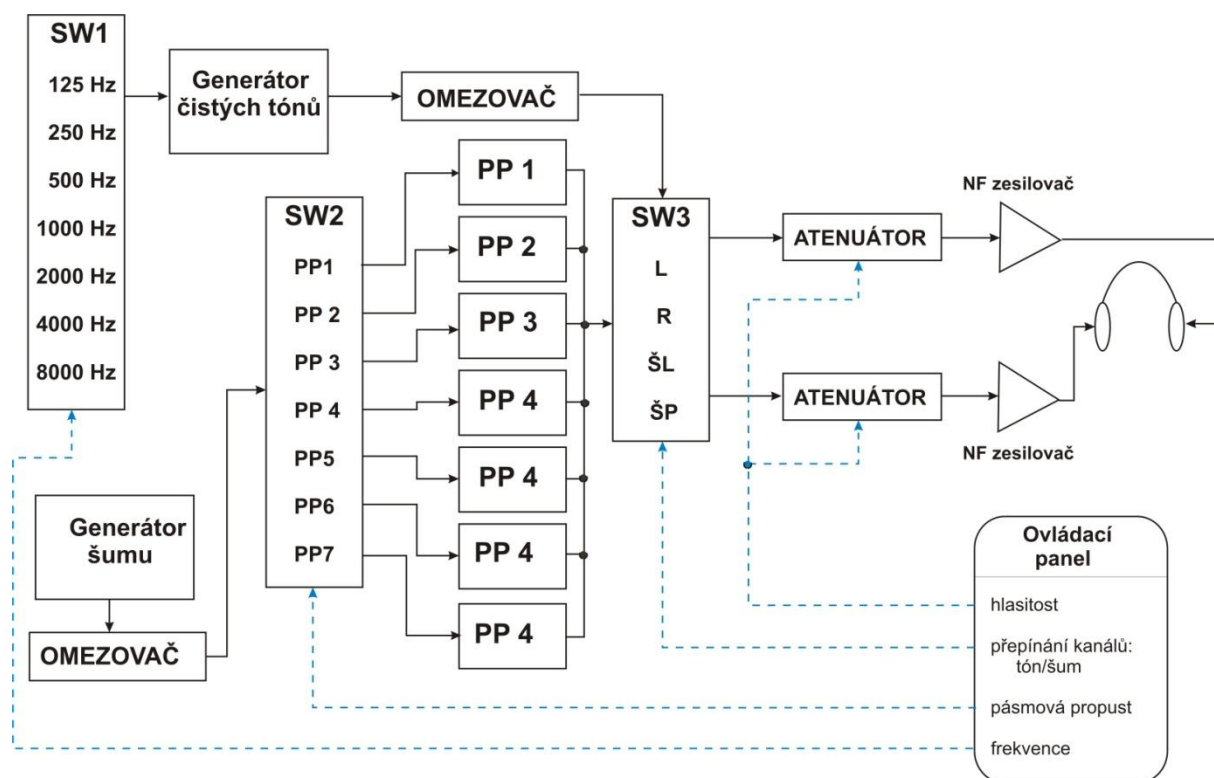 SW1
125 Hz
250 Hz
500 Hz
1000 Hz
2000 Hz
4000 Hz
8000 Hz
Generátor
čistých tónů
OMEZOVAČ
Generátor
šumu
OMEZOVAČ
SW2
PP1
PP 2
PP 3
PP 4
PP5
PP6
PP7
PP 1
PP 2
PP 3
PP 4
PP 4
PP 4
PP 4
SW3
L
R
ŠL
ŠP
ATENUÁTOR
NF zesilovač
ATENUÁTOR
NF zesilovač
Ovládací
panel
hlasitost
přepínání kanálů:
tón/šum
pásmová propust
frekvence